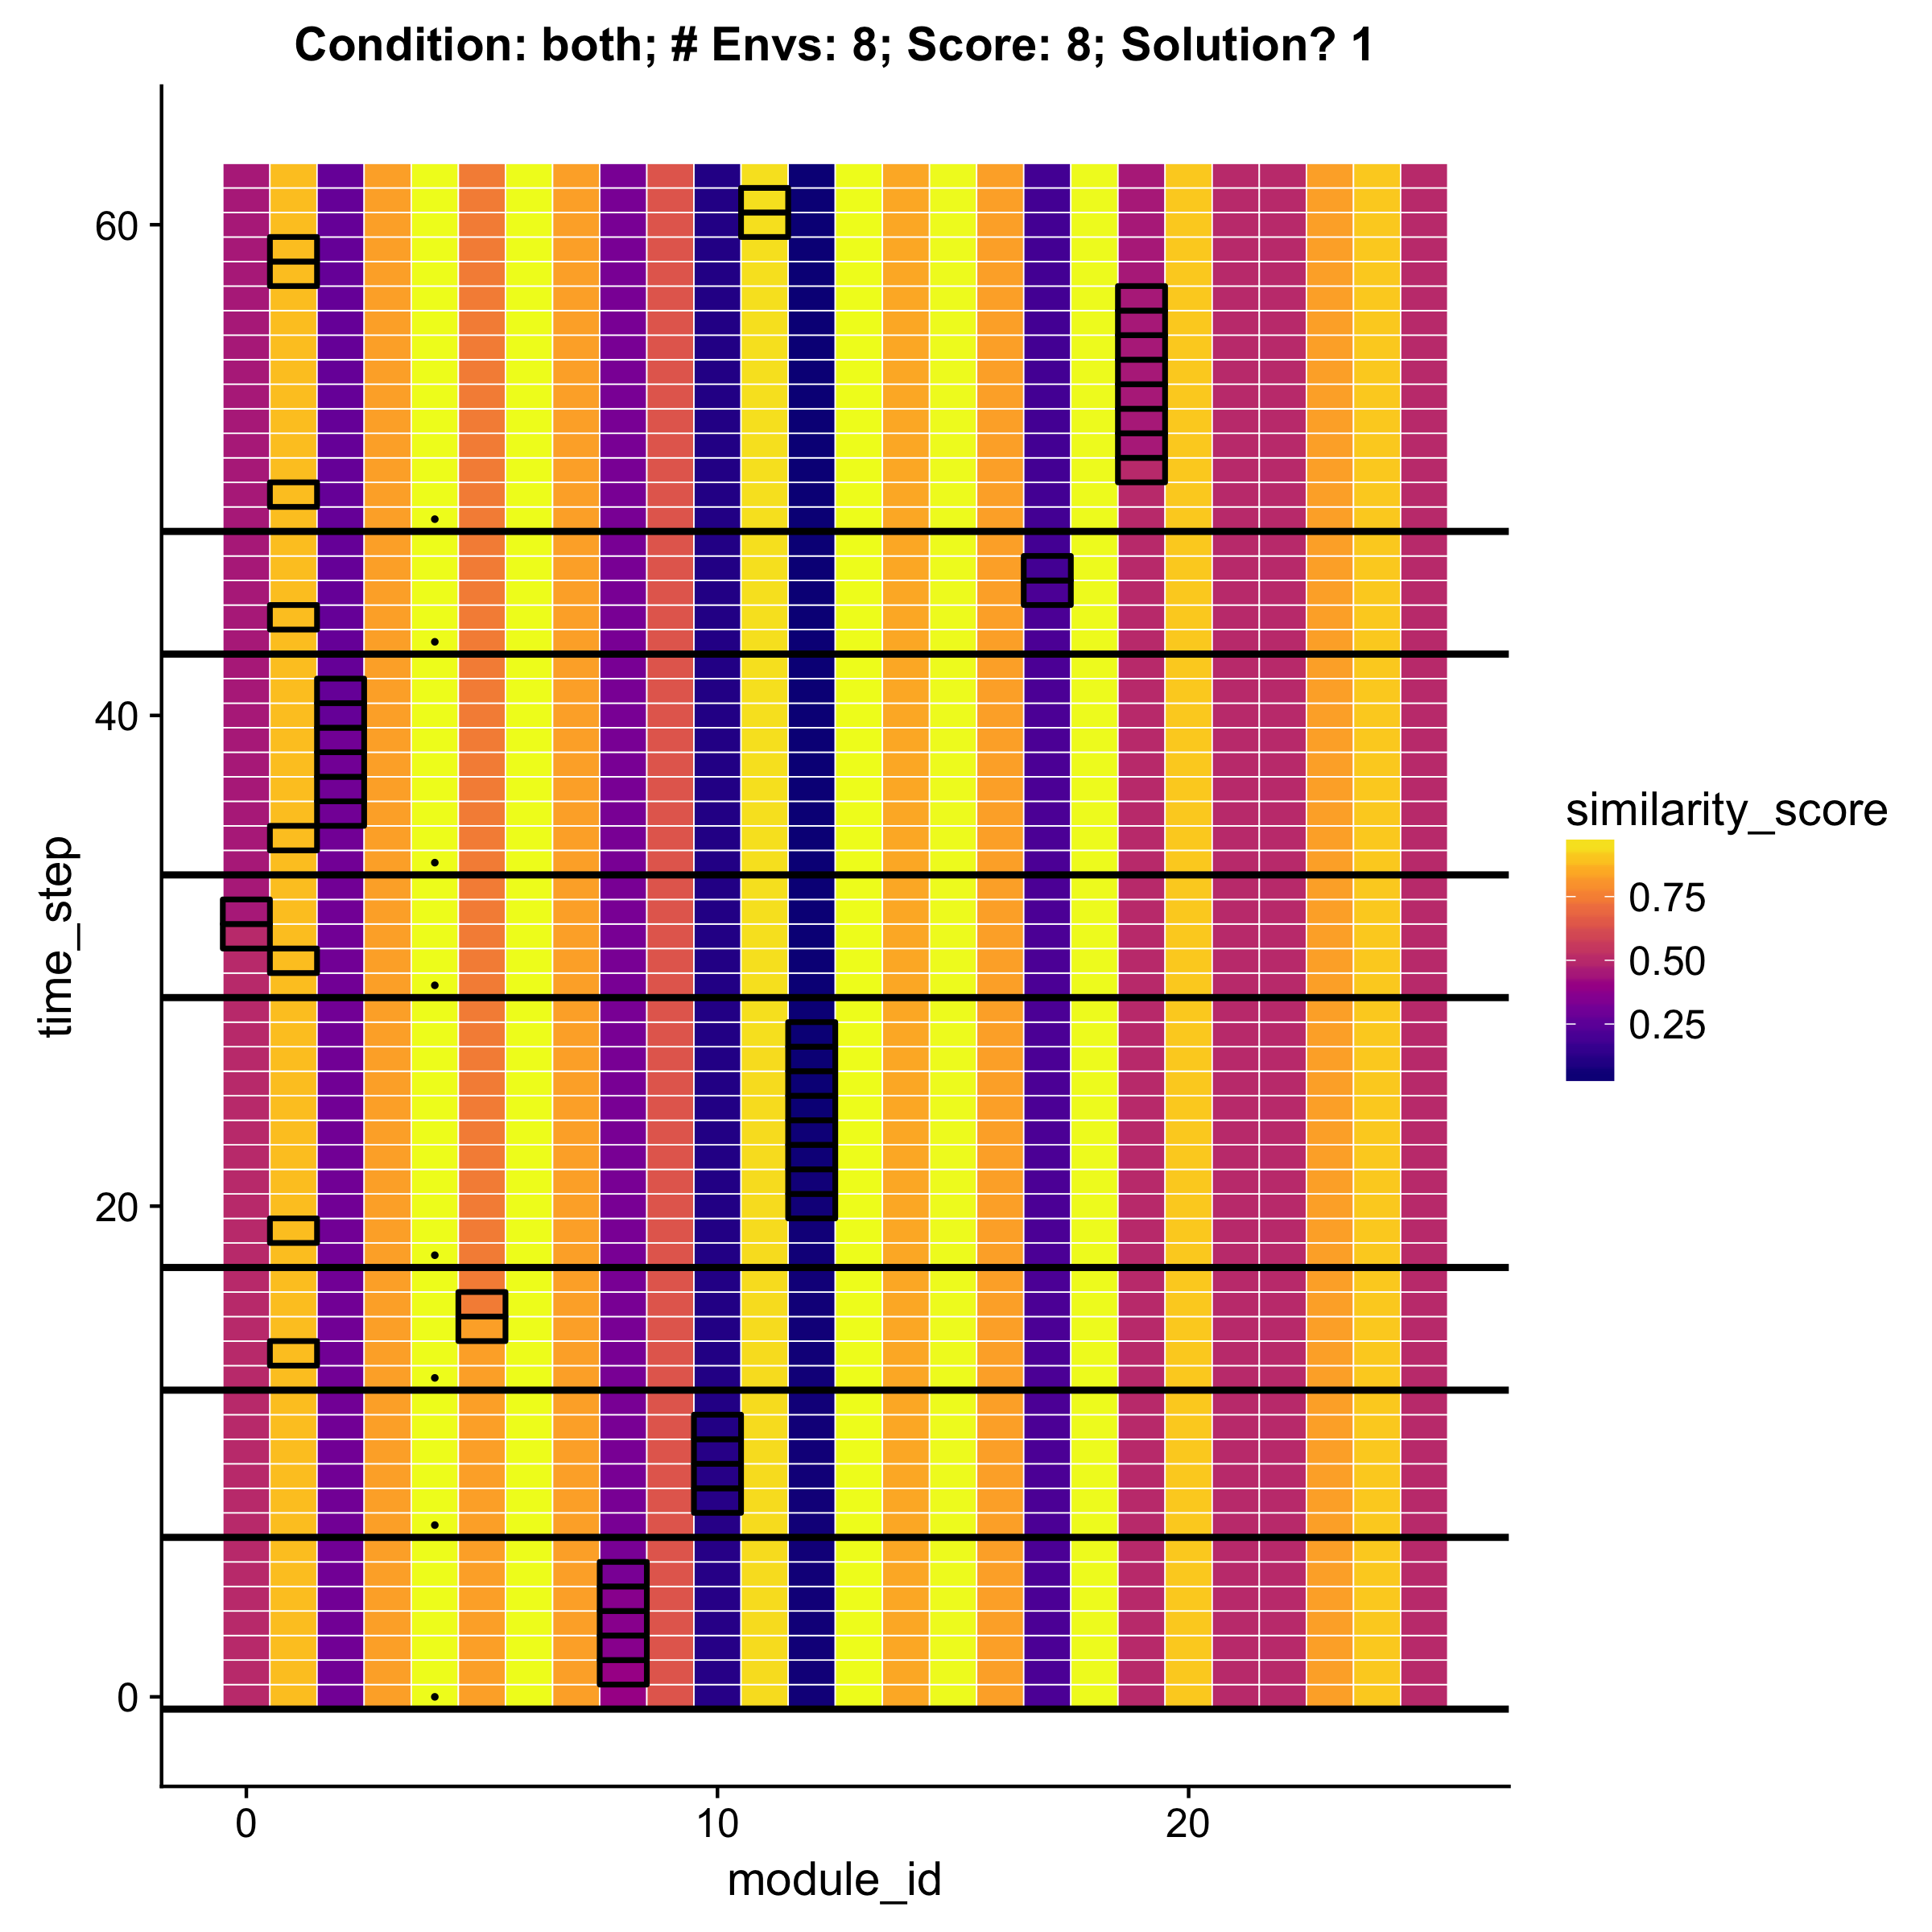 Condition: both; # Envs: 8; Score: 8; Solution? 1
time_step
60
40
20
0
0
10
20
module_id
similarity_score
0.75
0.50
0.25